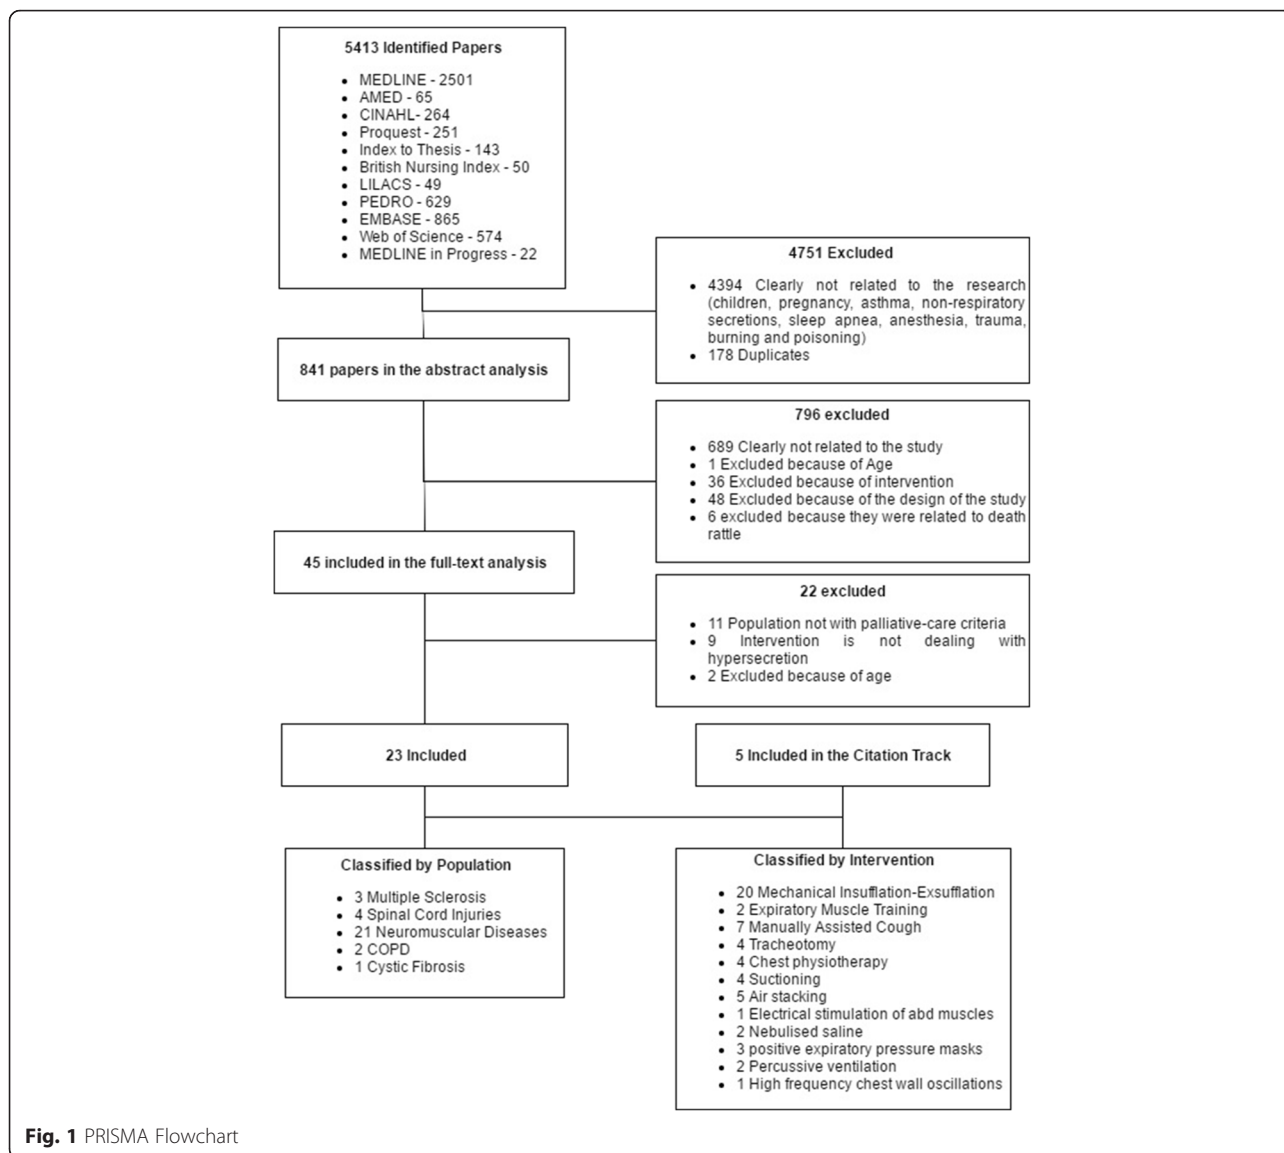 5413 Identified Papers
• MEDLINE - 2501
• AMED - 65
• CINAHL- 264
• Proquest - 251
• Index to Thesis - 143
• British Nursing Index - 50
• LILACS - 49
• PEDRO - 629
• EMBASE - 865
• Web of Science - 574
• MEDLINE in Progress - 22
4751 Excluded
• 4394 Clearly not related to the research
(children, pregnancy, asthma, non-respiratory
secretions, sleep apnea, anesthesia, trauma,
burning and poisoning)
• 178 Duplicates
841 papers in the abstract analysis
796 excluded
• 689 Clearly not related to the study
• 1 Excluded because of Age
• 36 Excluded because of intervention
• 48 Excluded because of the design of the study
• 6 excluded because they were related to death
rattle
45 included in the full-text analysis
22 excluded
• 11 Population not with palliative-care criteria
• 9 Intervention is not dealing with
hypersecretion
• 2 Excluded because of age
23 Included
5 Included in the Citation Track
Classified by Population
• 3 Multiple Sclerosis
• 4 Spinal Cord Injuries
• 21 Neuromuscular Diseases
• 2 COPD
• 1 Cystic Fibrosis
Classified by Intervention
• 20 Mechanical Insufflation-Exsufflation
• 2 Expiratory Muscle Training
• 7 Manually Assisted Cough
• 4 Tracheotomy
• 4 Chest physiotherapy
• 4 Suctioning
• 5 Air stacking
• 1 Electrical stimulation of abd muscles
• 2 Nebulised saline
• 3 positive expiratory pressure masks
• 2 Percussive ventilation
• 1 High frequency chest wall oscillations
Fig. 1 PRISMA Flowchart